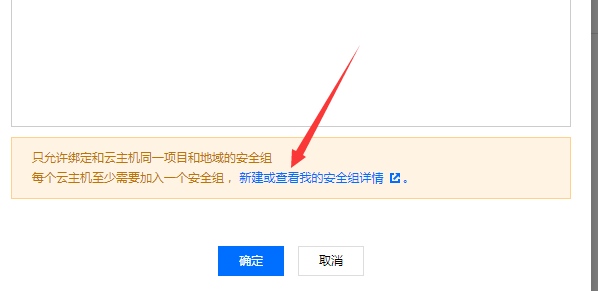 只允许绑定和云主机同一项目和地域的安全组
每个云主机至少需要加入一个安全组，新建或查看我的安全组详情。
确定 取消